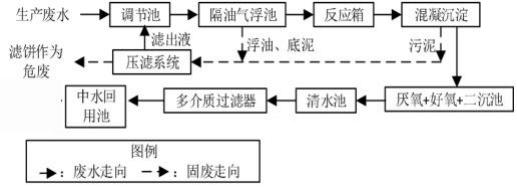 生产废水
调节池
隔油气浮池
反应箱
混凝沉淀
滤出液
浮油、底泥
污泥
滤饼作为
危废
压滤系统
中水回
用池
多介质过滤器
清水池
厌氧+好氧+二沉池
图例
：废水走向
：固废走向